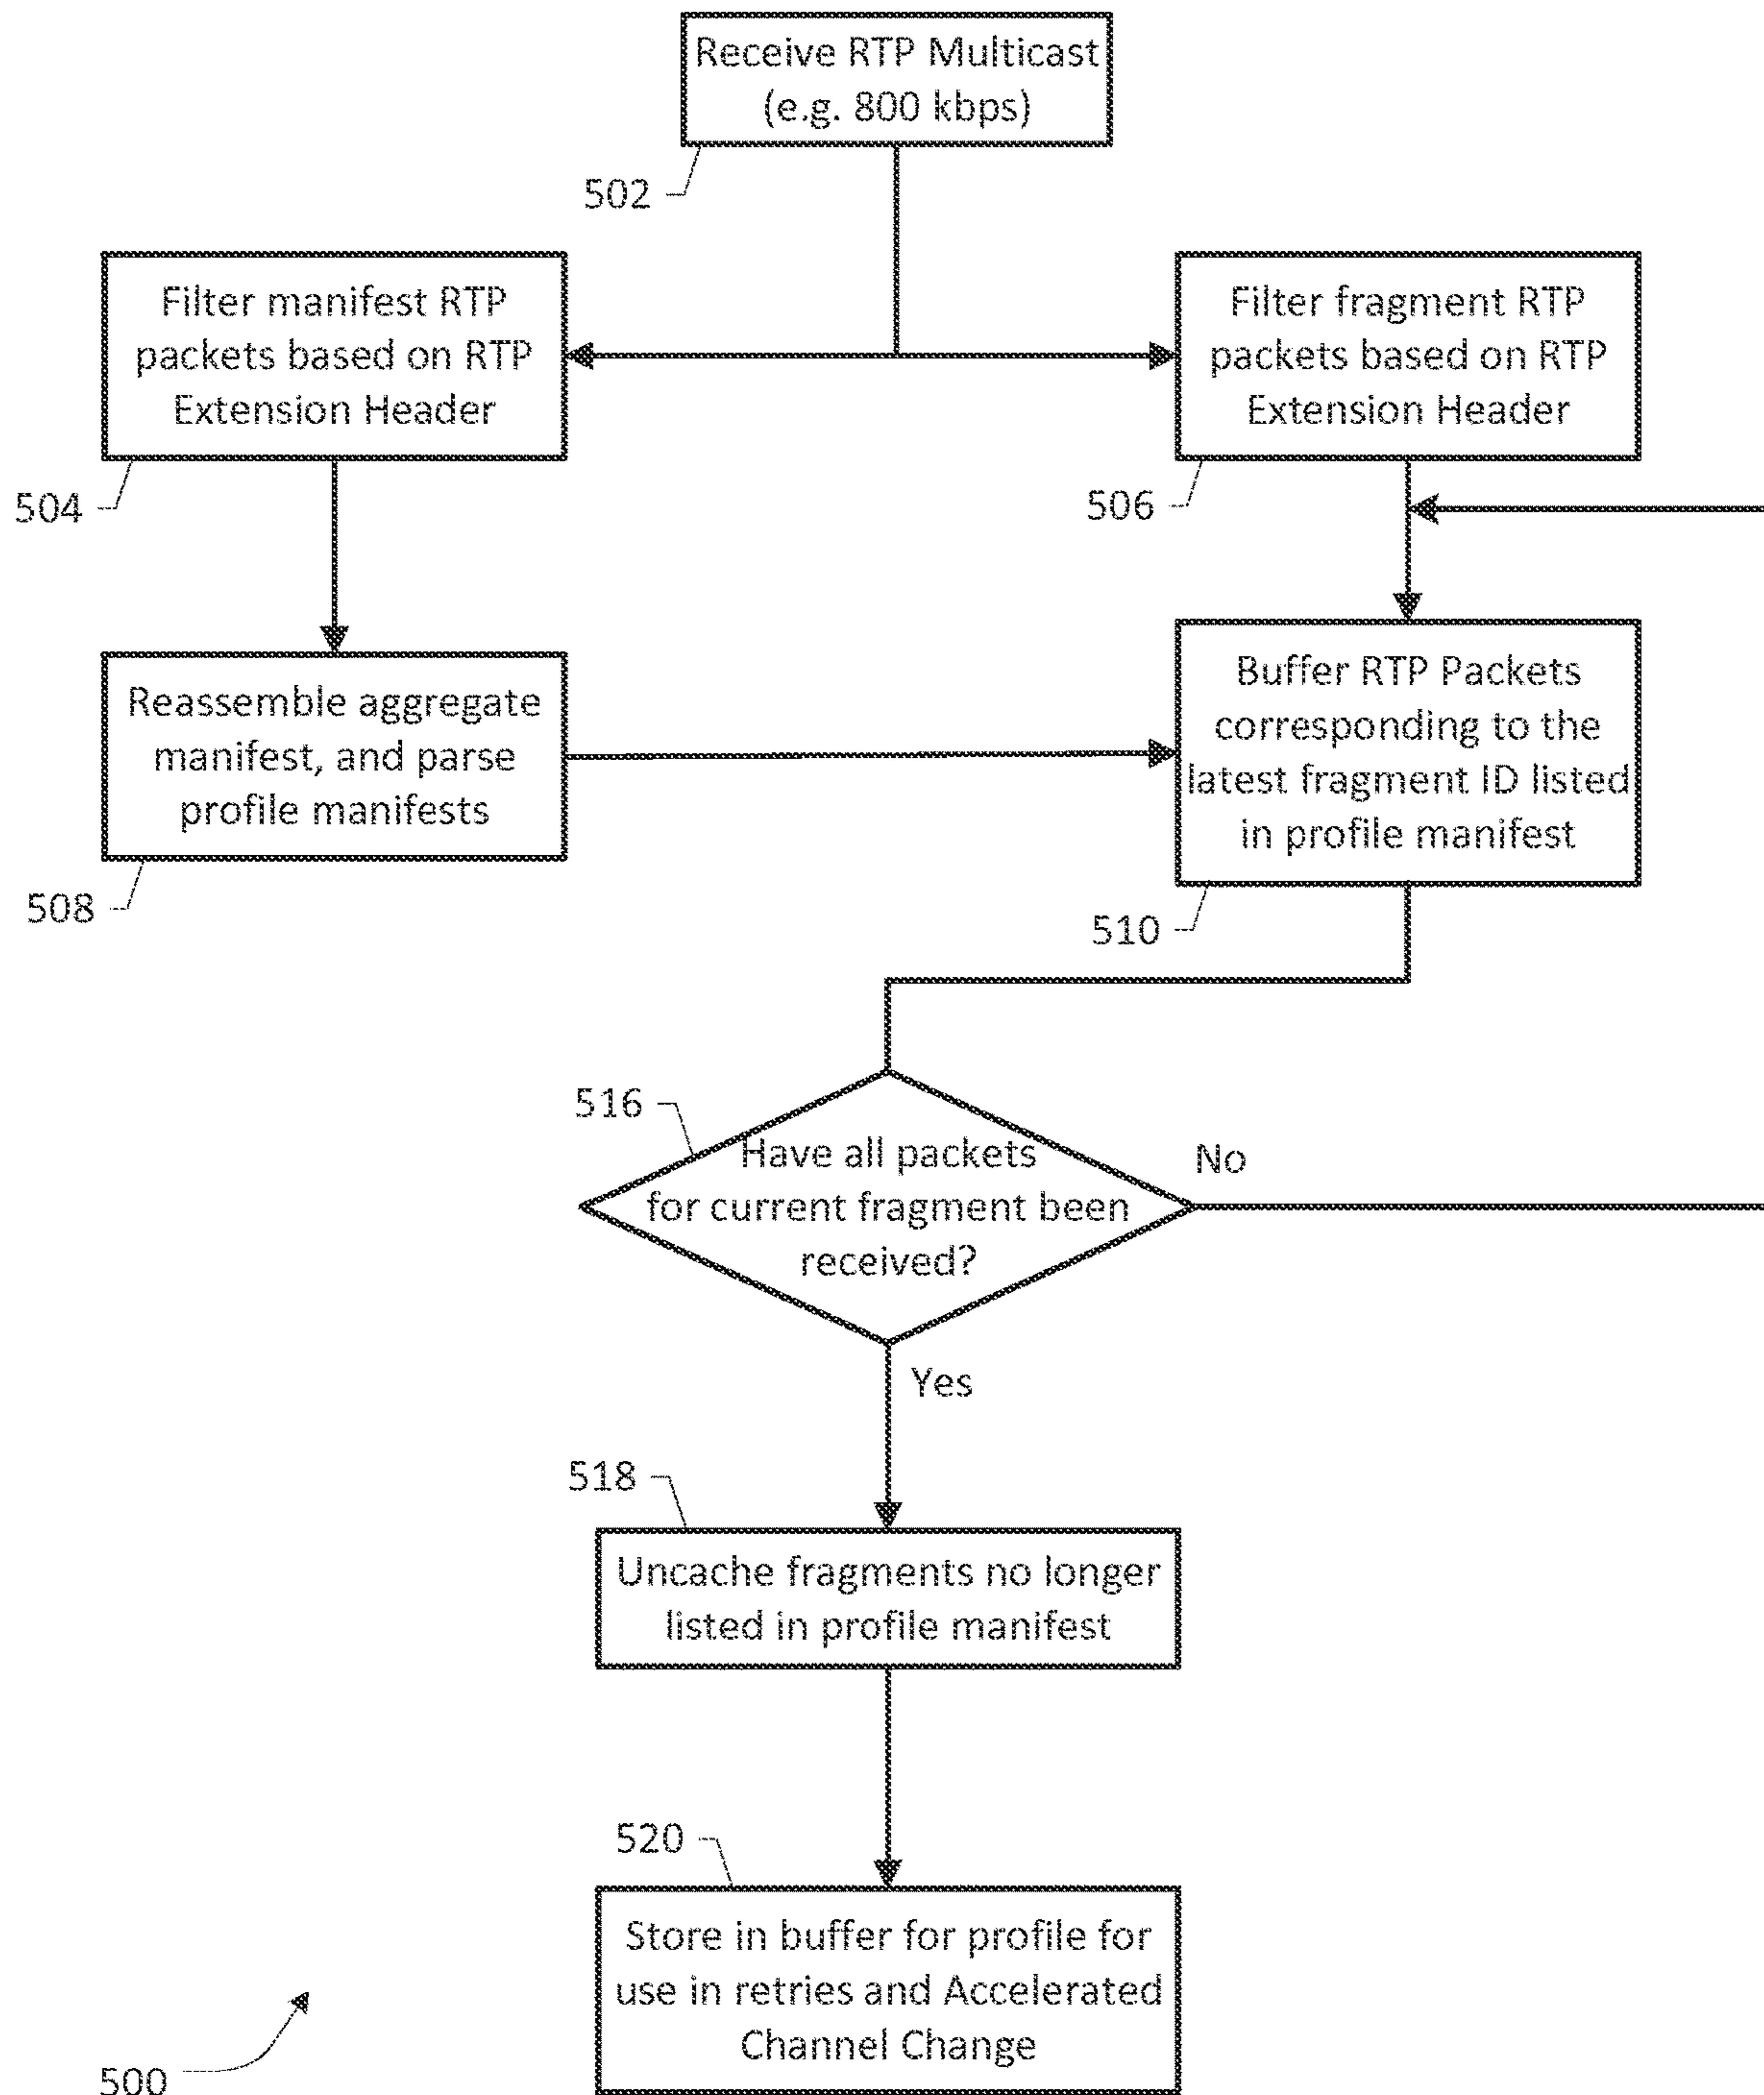 Receive RTP Multicast
(e.g. 800 kbps)
502
Filter manifest RTP
packets based on RTP
Extension Header
504
Filter fragment RTP
packets based on RTP
Extension Header
506
Reassemble aggregate
manifest, and parse
profile manifests
508
Buffer RTP Packets
corresponding to the
latest fragment ID listed
in profile manifest
510
516
Have all packets
for current fragment been
received?
No
Yes
518
Uncache fragments no longer
listed in profile manifest
520
Store in buffer for profile for
use in retries and Accelerated
Channel Change
500